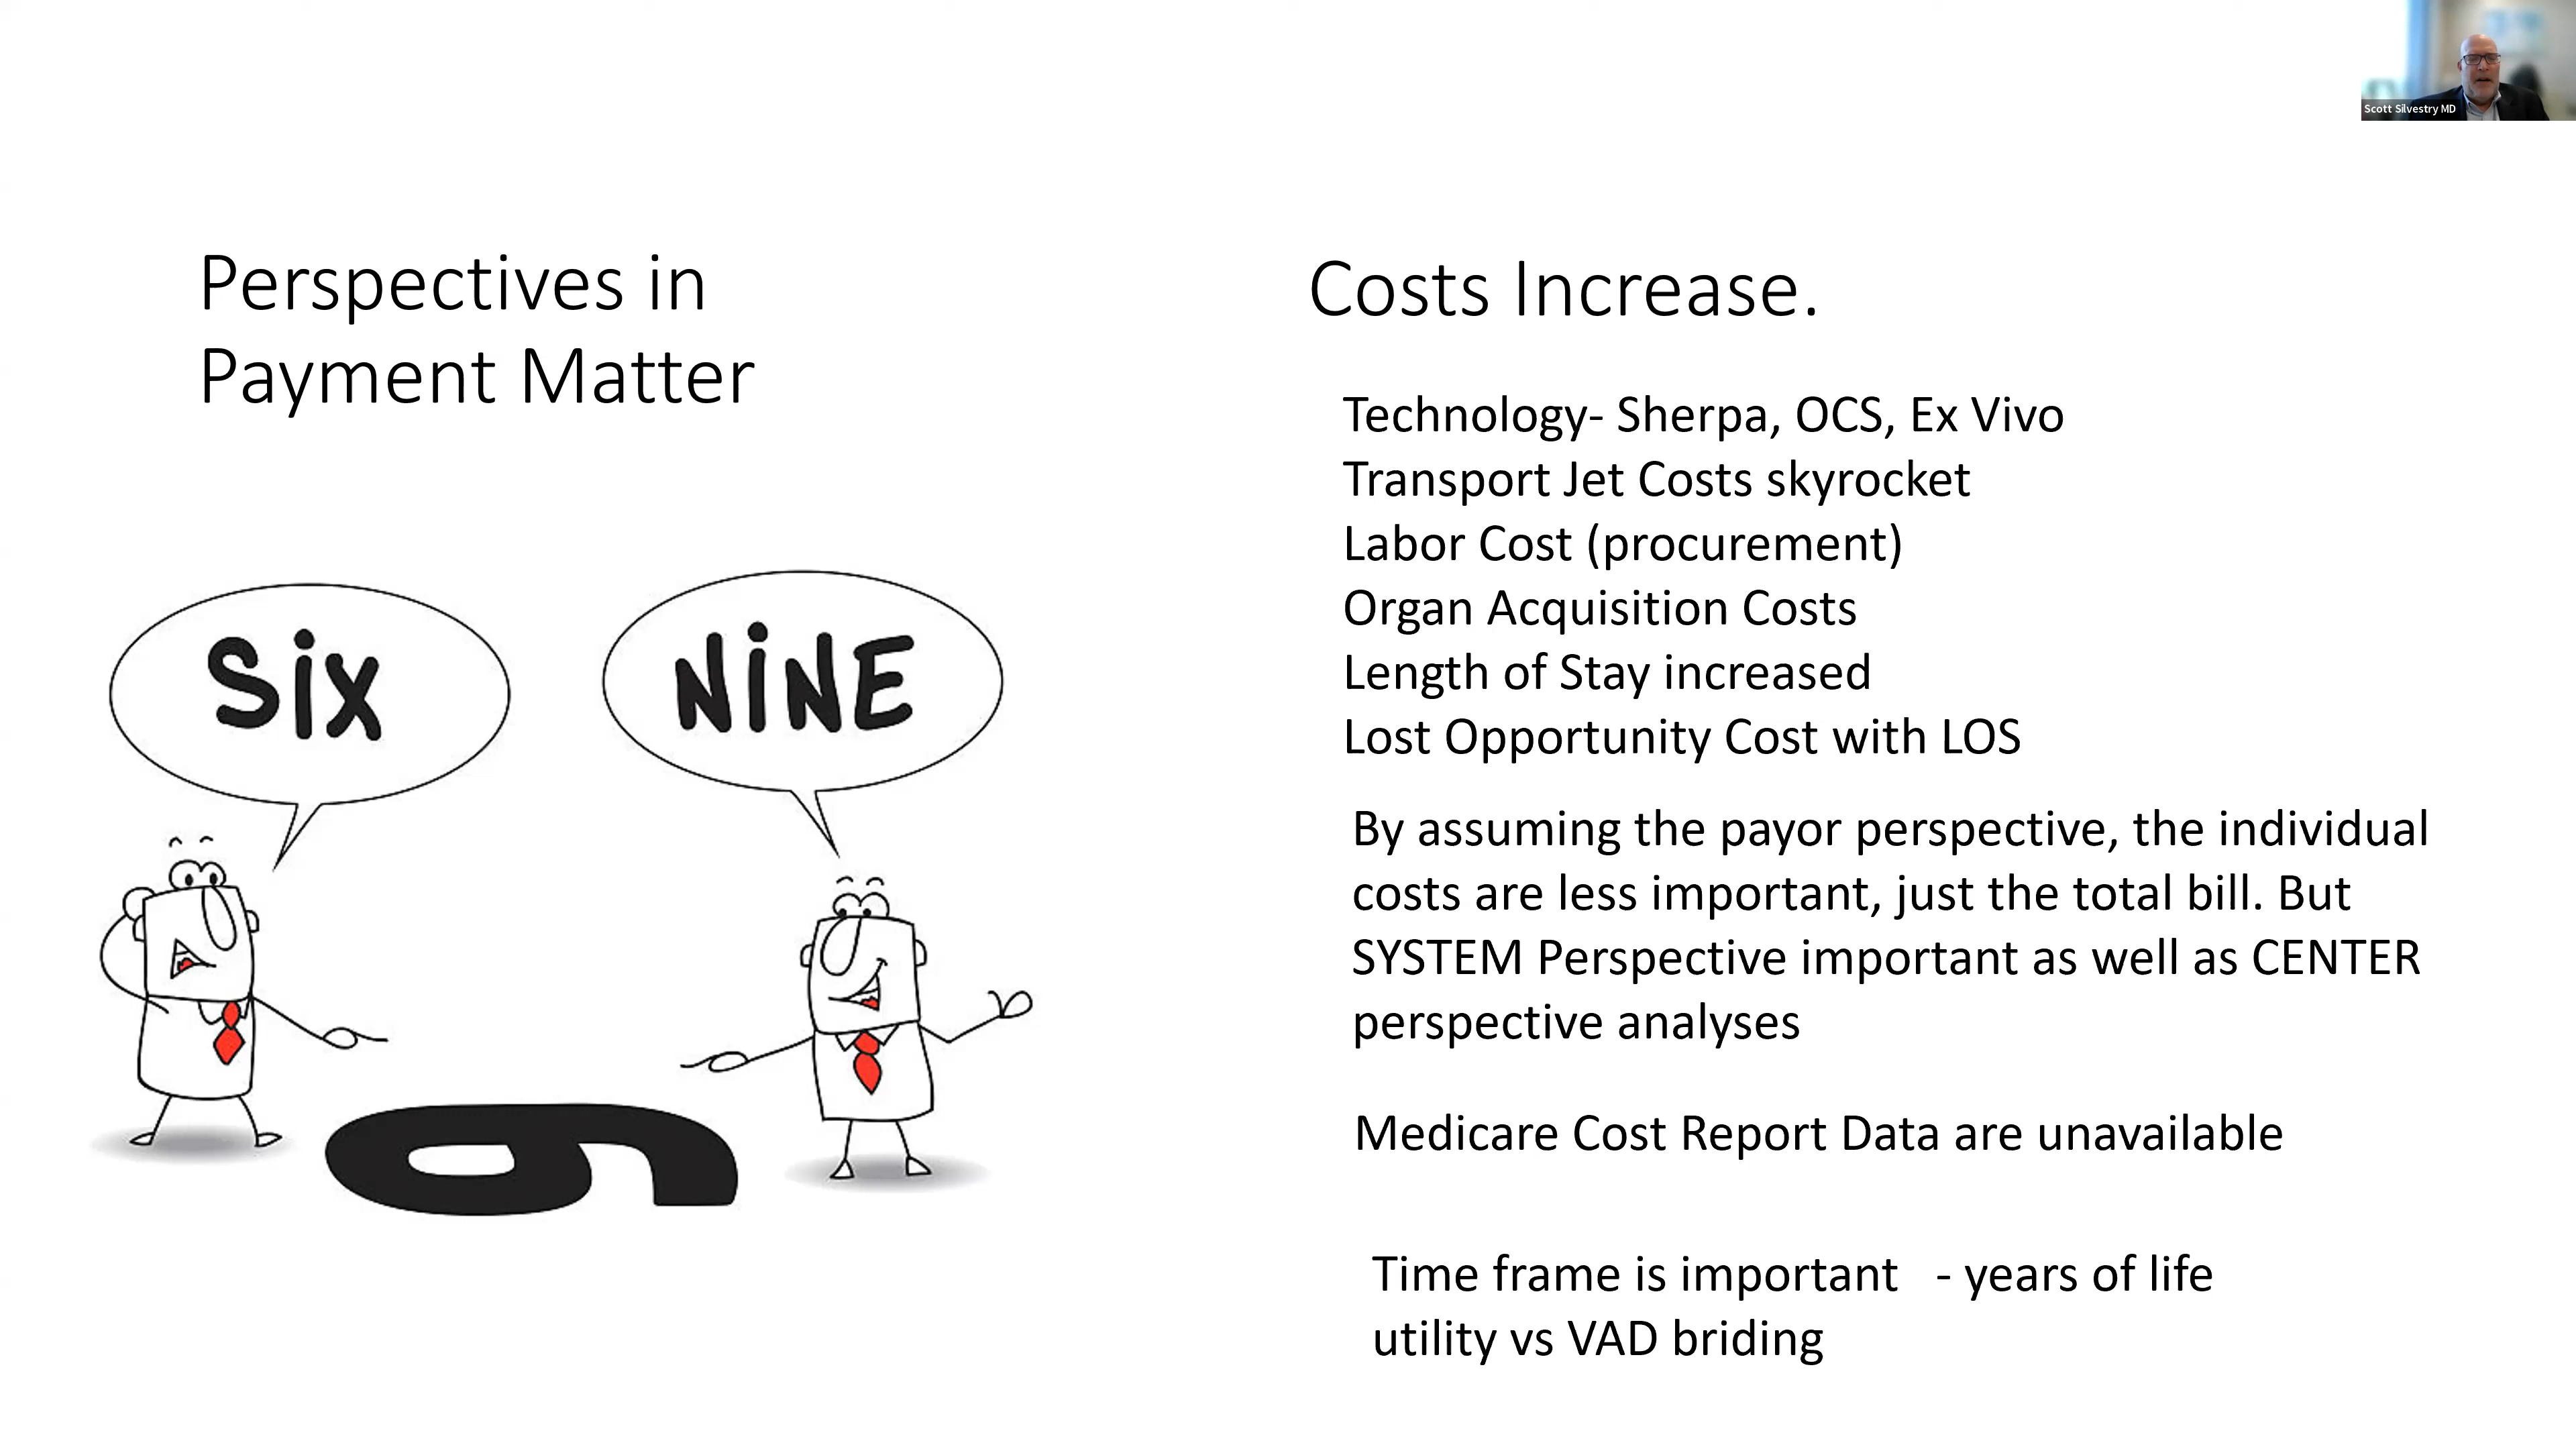 Scott Silvestry MD
Perspectives in
Payment Matter
Six
NiNE
6
Costs Increase.
Technology- Sherpa, OCS, Ex Vivo
Transport Jet Costs skyrocket
Labor Cost (procurement)
Organ Acquisition Costs
Length of Stay increased
Lost Opportunity Cost with LOS
By assuming the payor perspective, the individual
costs are less important, just the total bill. But
SYSTEM Perspective important as well as CENTER
perspective analyses
Medicare Cost Report Data are unavailable
Time frame is important - years of life
utility vs VAD briding